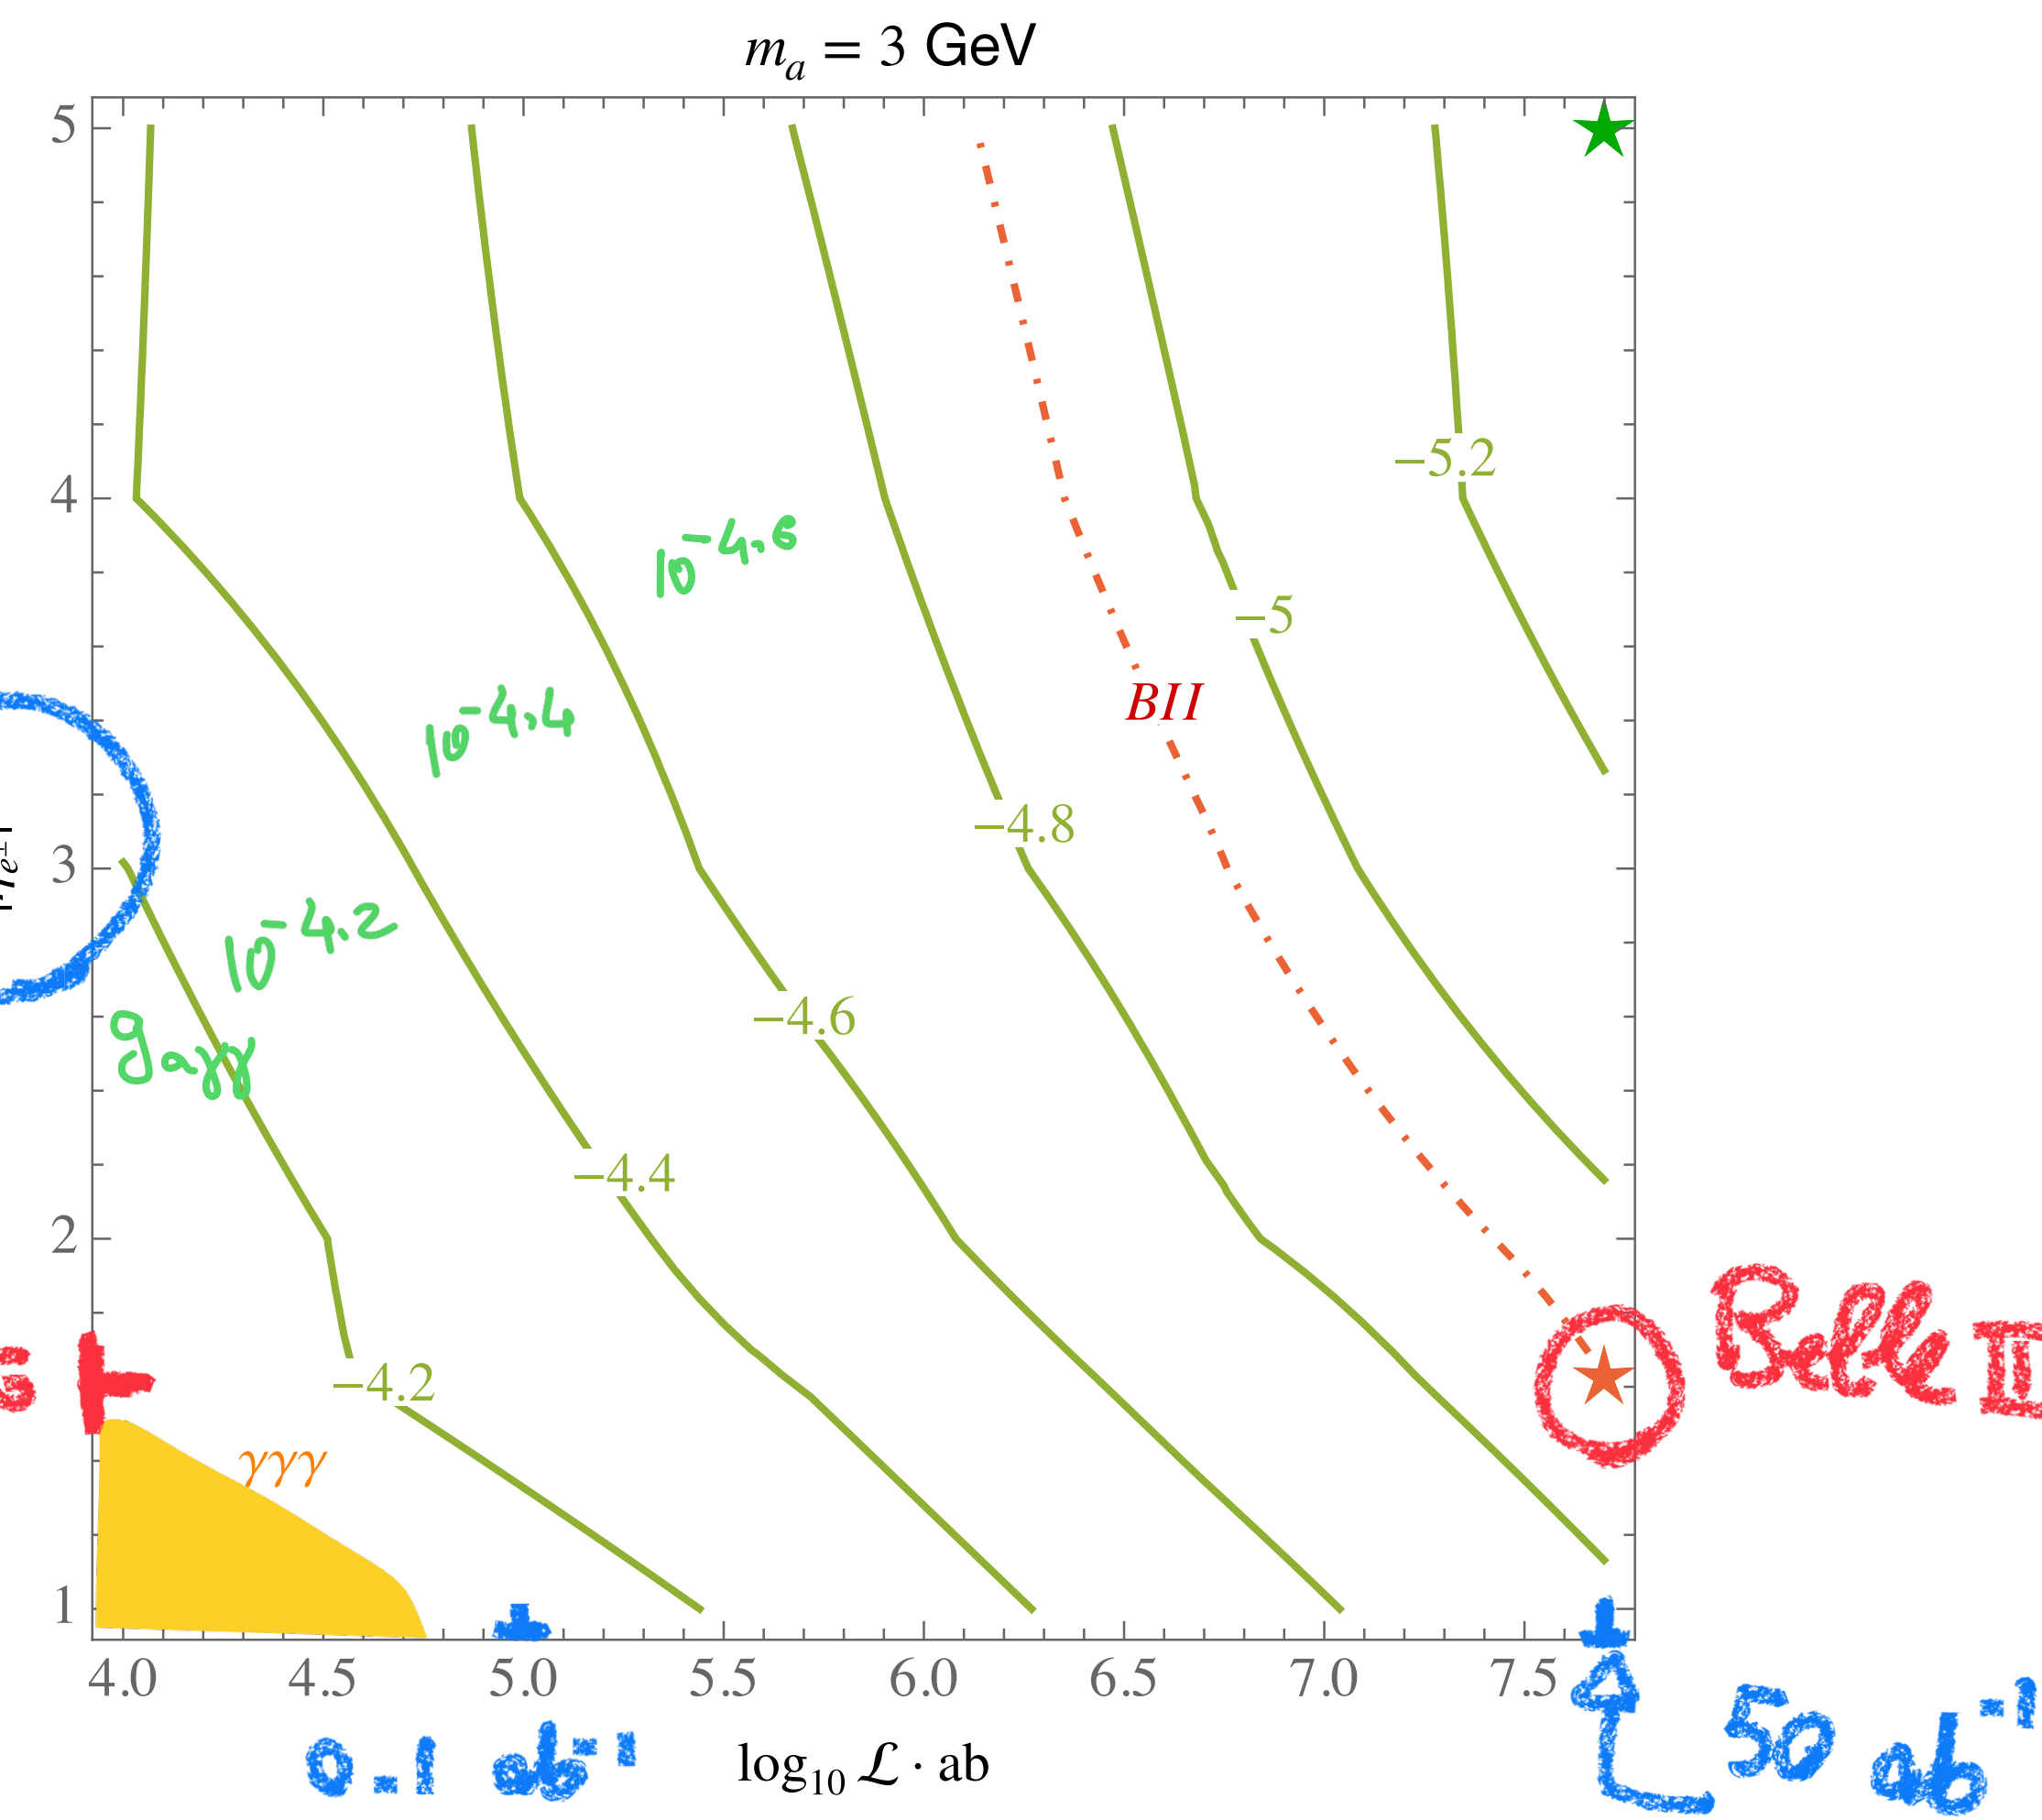 m_a = 3 GeV
5
−5.2
4
10^-4.6
−5
BII
10^-4.4
−4.8
3
10^-4.2
−4.6
g_aγγ
−4.4
2
Belle II
−4.2
γγγ
1
4.0 4.5 5.0 5.5 6.0 6.5 7.0 7.5
0.1 ab^-1
log_10 ℒ · ab
50 ab^-1